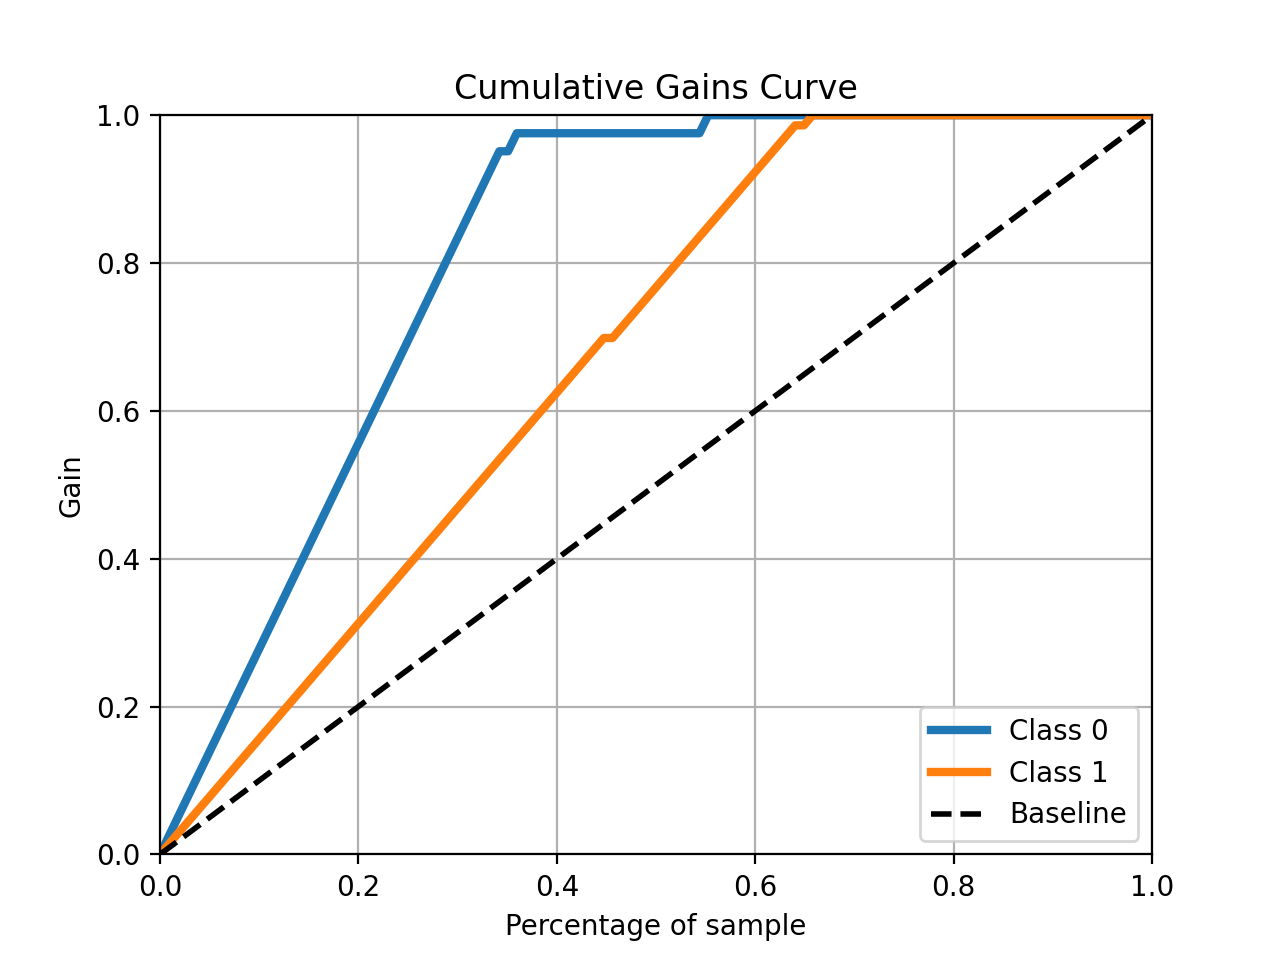 Cumulative Gains Curve
1.0
0.8
0.6
0.4
0.2
0.0
Gain
0.0 0.2 0.4 0.6 0.8 1.0
Percentage of sample
Class 0
Class 1
Baseline